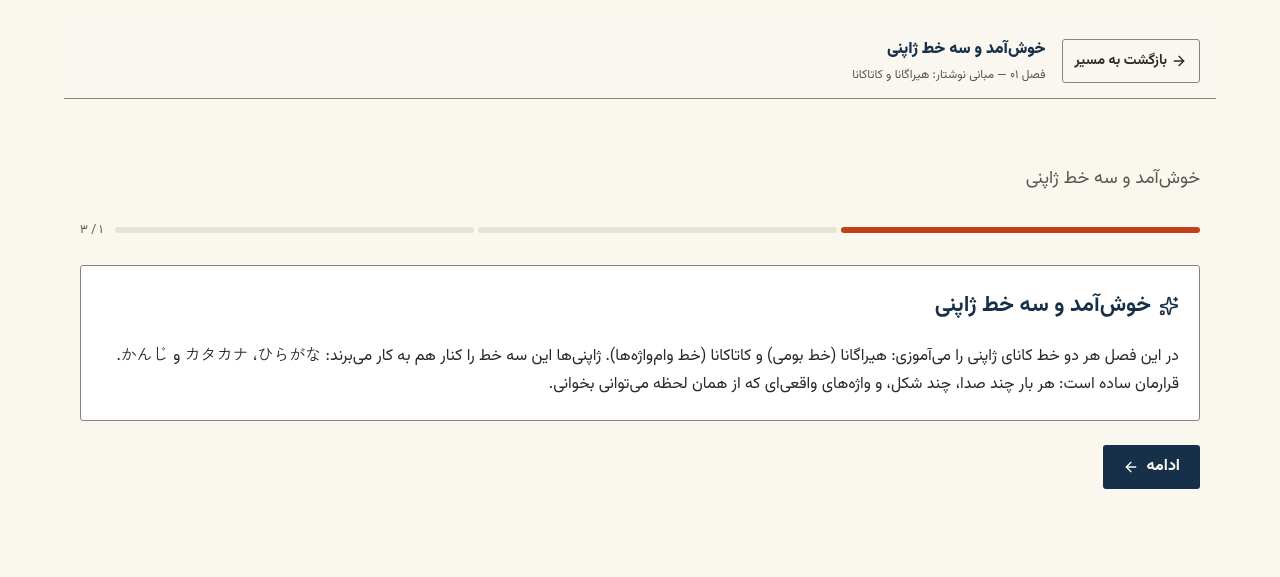 بازگشت به مسیر
خوش‌آمد و سه خط ژاپنی
فصل ۰۱ — مبانی نوشتار: هیراگانا و کاتاکانا
خوش‌آمد و سه خط ژاپنی
۱ / ۳
خوش‌آمد و سه خط ژاپنی
در این فصل هر دو خط کانای ژاپنی را می‌آموزی: هیراگانا (خط بومی) و کاتاکانا (خط وام‌واژه‌ها). ژاپنی‌ها این سه خط را کنار هم به کار می‌برند: ひらがな، カタカナ و かんじ.
قرارمان ساده است: هر بار چند صدا، چند شکل، و واژه‌های واقعی‌ای که از همان لحظه می‌توانی بخوانی.
ادامه